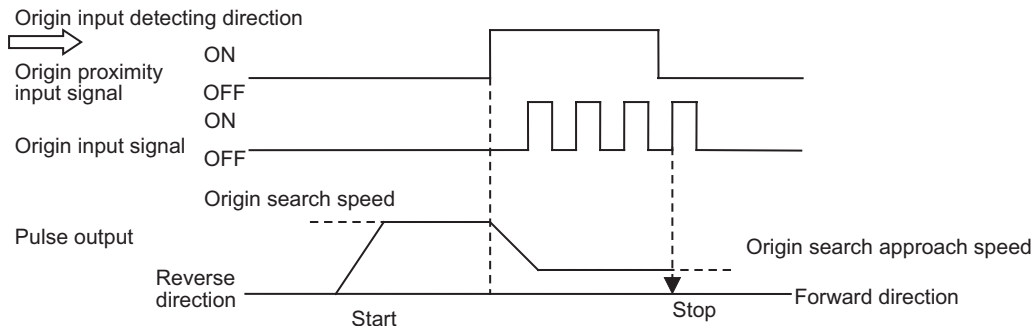 Origin input detecting direction
ON
Origin proximity
input signal
OFF
ON
Origin input signal
OFF
Origin search speed
Pulse output
Origin search approach speed
Reverse
direction
Forward direction
Start
Stop